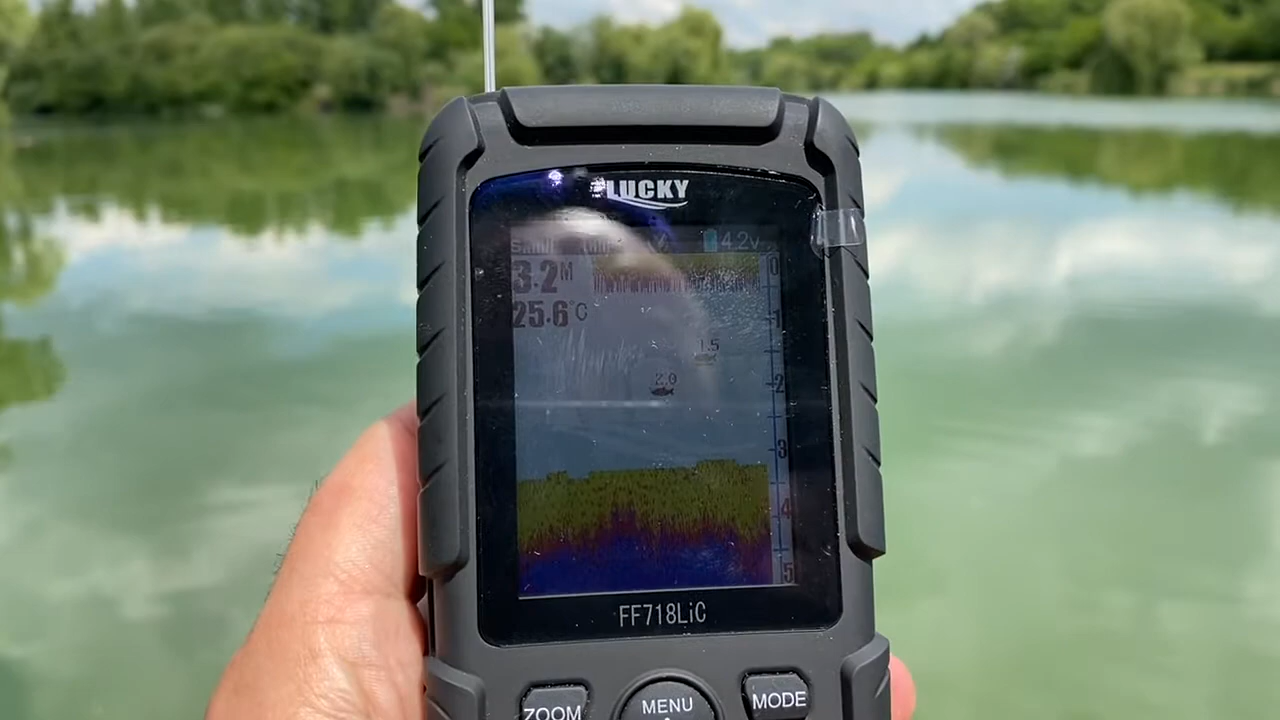 LUCKY
4.2V
0
3.2M
25.6°C
1
1.5
2.0
2
3
4
5
FF718LiC
ZOOM
MENU
MODE